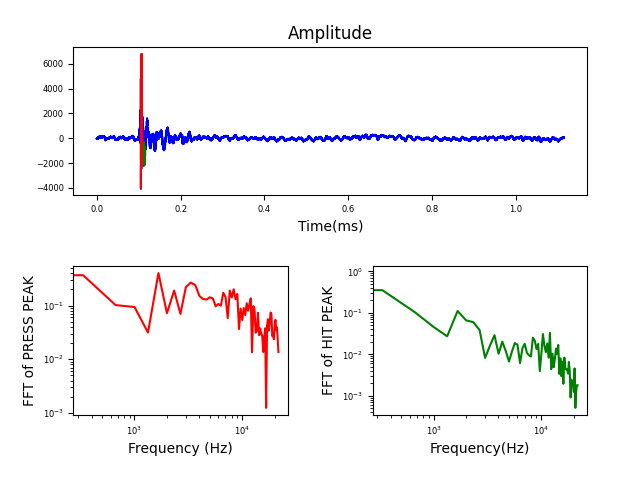 Amplitude
6000
4000
2000
0
−2000
−4000
0.0 0.2 0.4 0.6 0.8 1.0
Time(ms)
FFT of PRESS PEAK
10⁻¹
10⁻²
10⁻³
10³ 10⁴
Frequency (Hz)
FFT of HIT PEAK
10⁰
10⁻¹
10⁻²
10⁻³
10³ 10⁴
Frequency(Hz)